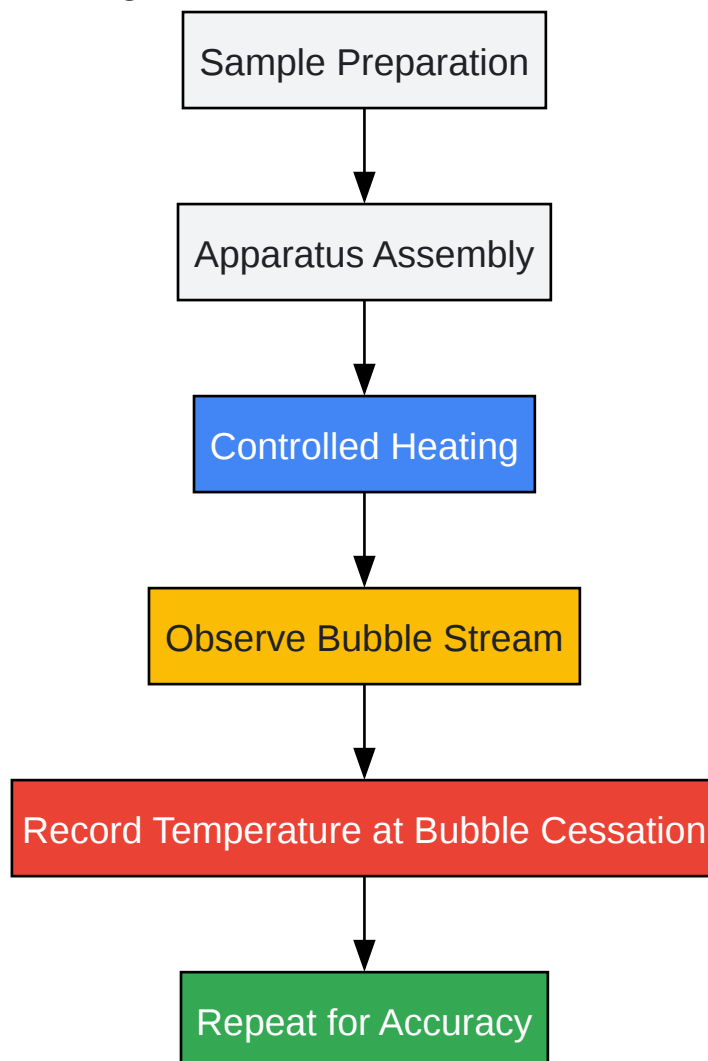 Sample Preparation
Apparatus Assembly
Controlled Heating
Observe Bubble Stream
Record Temperature at Bubble Cessation
Repeat for Accuracy